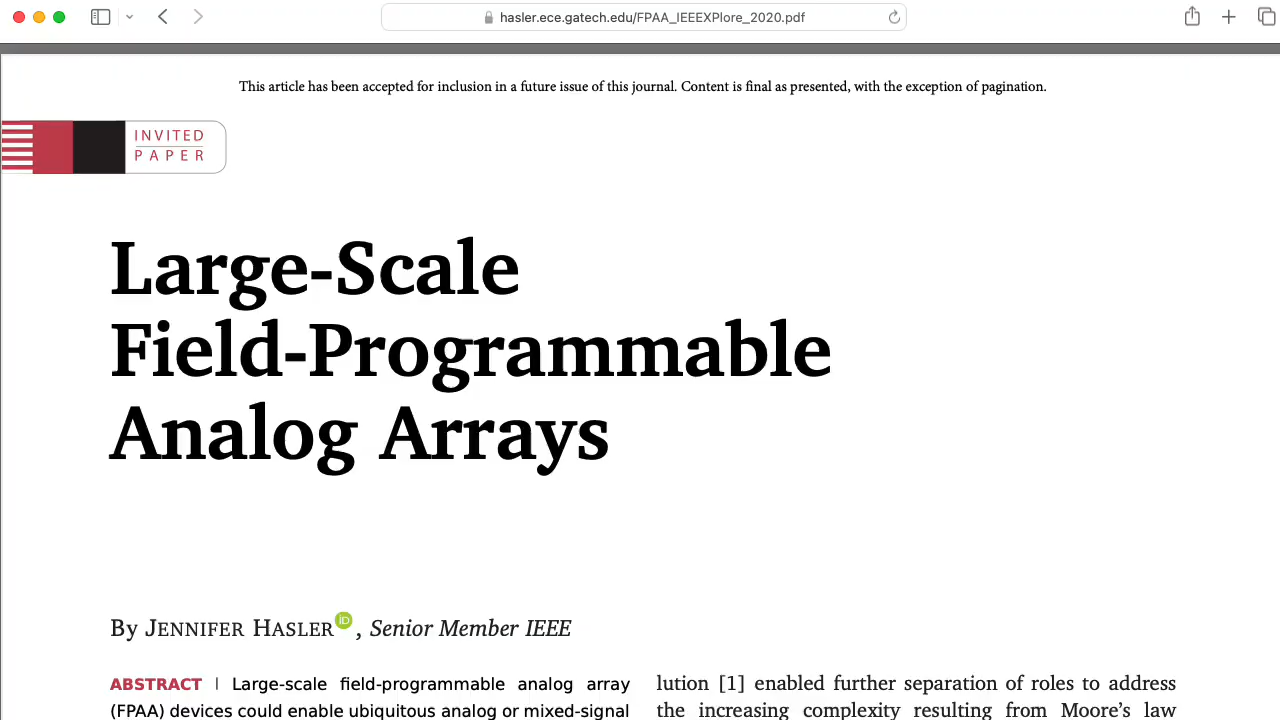 hasler.ece.gatech.edu/FPAA_IEEEXPlore_2020.pdf
This article has been accepted for inclusion in a future issue of this journal. Content is final as presented, with the exception of pagination.
INVITED
PAPER
Large-Scale
Field-Programmable
Analog Arrays
By JENNIFER HASLER iD, Senior Member IEEE
ABSTRACT | Large-scale field-programmable analog array
(FPAA) devices could enable ubiquitous analog or mixed-signal
lution [1] enabled further separation of roles to address
the increasing complexity resulting from Moore’s law